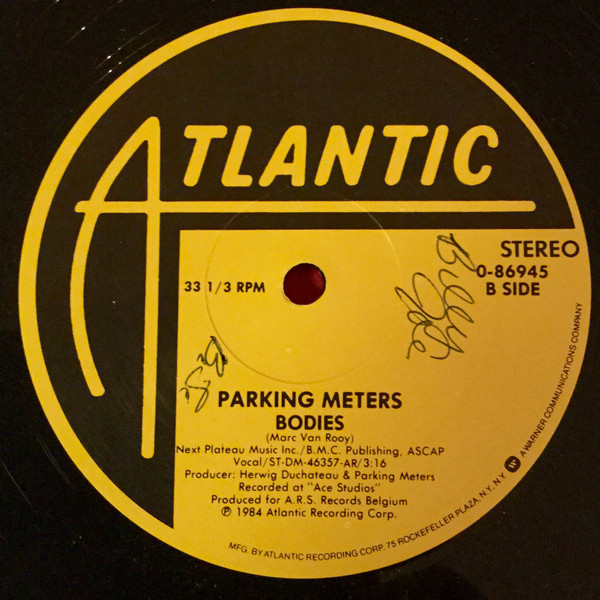 ATLANTIC
STEREO
0-86945
B SIDE
33 1/3 RPM
Billy
PARKING METERS
BODIES
(Marc Van Rooy)
Next Plateau Music Inc./B.M.C. Publishing, ASCAP
Vocal/ST-DM-46357-AR/3:16
Producer: Herwig Duchateau & Parking Meters
Recorded at "Ace Studios"
Produced for A.R.S. Records Belgium
℗ 1984 Atlantic Recording Corp.
MFG. BY ATLANTIC RECORDING CORP. 75 ROCKEFELLER PLAZA, N.Y., N.Y. W A WARNER COMMUNICATIONS COMPANY